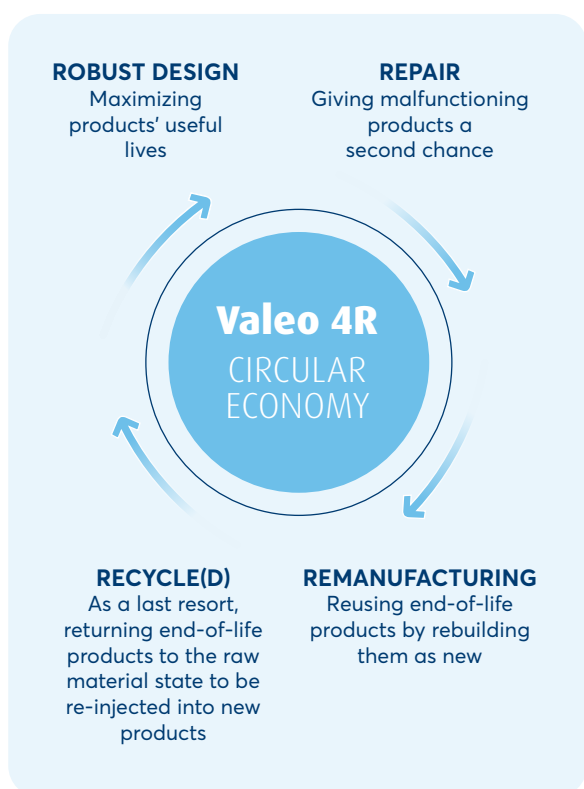 ROBUST DESIGN
Maximizing
products' useful
lives
REPAIR
Giving malfunctioning
products a
second chance
Valeo 4R
CIRCULAR
ECONOMY
RECYCLE(D)
As a last resort,
returning end-of-life
products to the raw
material state to be
re-injected into new
products
REMANUFACTURING
Reusing end-of-life
products by rebuilding
them as new